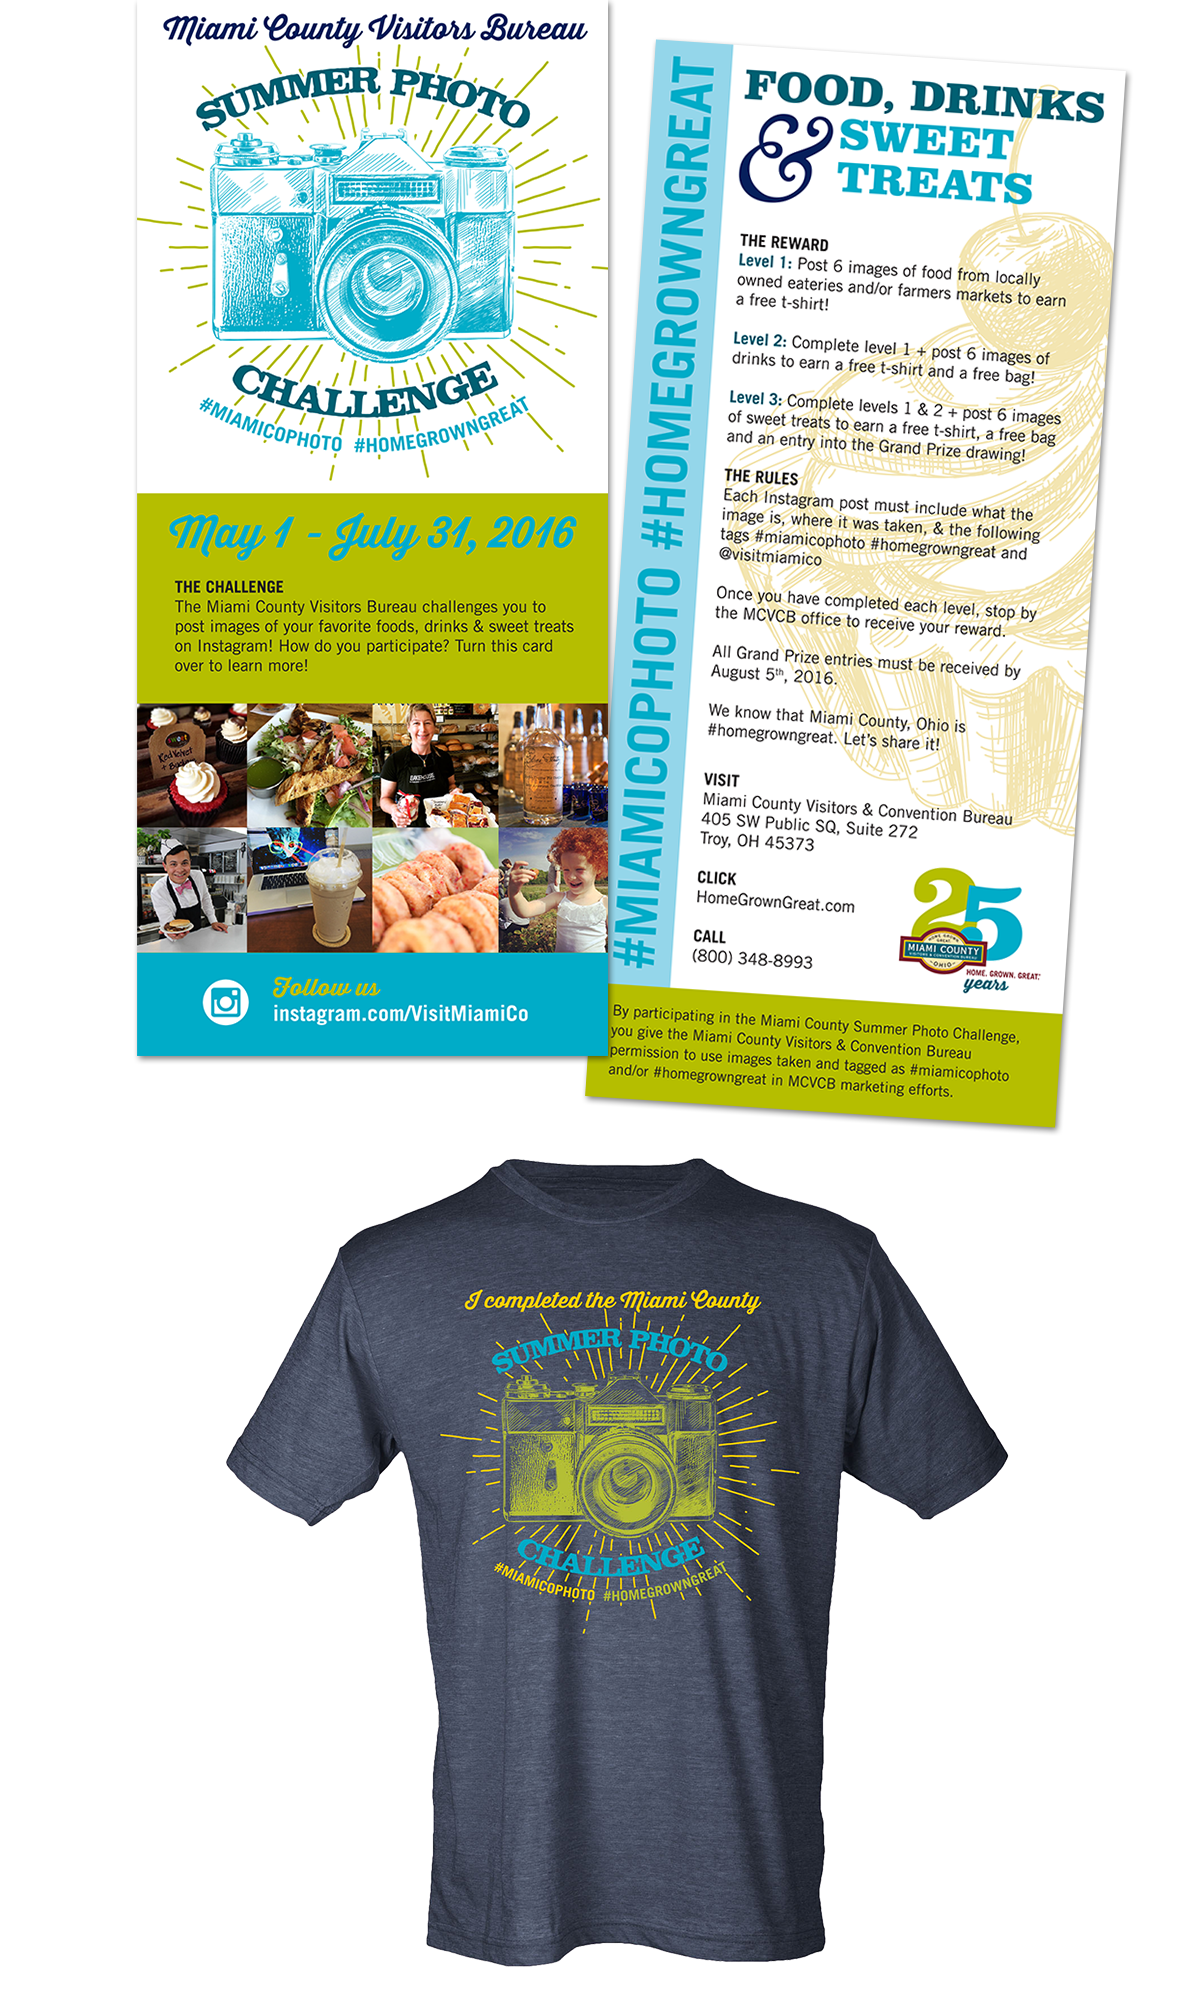 Miami County Visitors Bureau
SUMMER PHOTO
CHALLENGE
#MIAMICOPHOTO #HOMEGROWNGREAT
May 1 - July 31, 2016
THE CHALLENGE
The Miami County Visitors Bureau challenges you to
post images of your favorite foods, drinks & sweet treats
on Instagram! How do you participate? Turn this card
over to learn more!
sweet
Red Velvet
Follow us
instagram.com/VisitMiamiCo
#MIAMICOPHOTO #HOMEGROWNGREAT
FOOD, DRINKS
& SWEET
TREATS
THE REWARD
Level 1: Post 6 images of food from locally
owned eateries and/or farmers markets to earn
a free t-shirt!
Level 2: Complete level 1 + post 6 images of
drinks to earn a free t-shirt and a free bag!
Level 3: Complete levels 1 & 2 + post 6 images
of sweet treats to earn a free t-shirt, a free bag
and an entry into the Grand Prize drawing!
THE RULES
Each Instagram post must include what the
image is, where it was taken, & the following
tags #miamicophoto #homegrowngreat and
@visitmiamico
Once you have completed each level, stop by
the MCVCB office to receive your reward.
All Grand Prize entries must be received by
August 5th, 2016.
We know that Miami County, Ohio is
#homegrowngreat. Let's share it!
VISIT
Miami County Visitors & Convention Bureau
405 SW Public SQ, Suite 272
Troy, OH 45373
CLICK
HomeGrownGreat.com
CALL
(800) 348-8993
25
HOME. GROWN.
GREAT.
MIAMI COUNTY
VISITORS & CONVENTION BUREAU
OHIO
HOME. GROWN. GREAT.
years
By participating in the Miami County Summer Photo Challenge,
you give the Miami County Visitors & Convention Bureau
permission to use images taken and tagged as #miamicophoto
and/or #homegrowngreat in MCVCB marketing efforts.
I completed the Miami County
SUMMER PHOTO
CHALLENGE
#MIAMICOPHOTO #HOMEGROWNGREAT